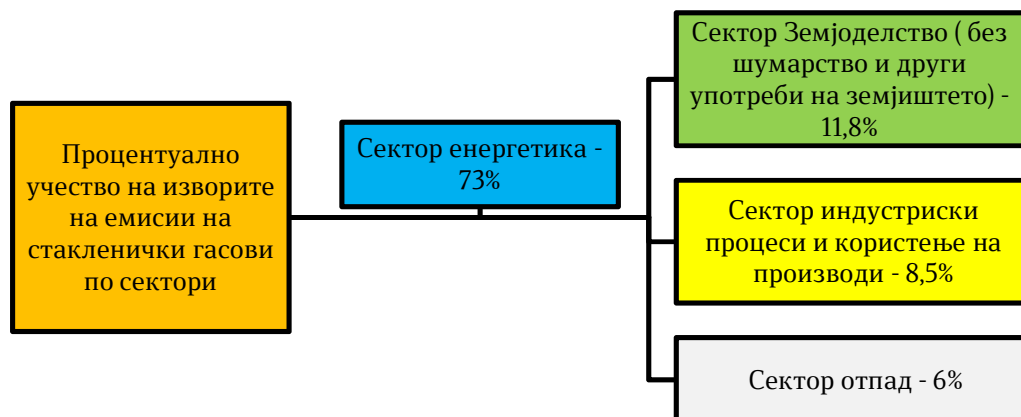 Процентуално
учество на изворите
на емисии на
стакленички гасови
по сектори
Сектор енергетика -
73%
Сектор Земјоделство ( без
шумарство и други
употреби на земјиштето) -
11,8%
Сектор индустриски
процеси и користење на
производи - 8,5%
Сектор отпад - 6%